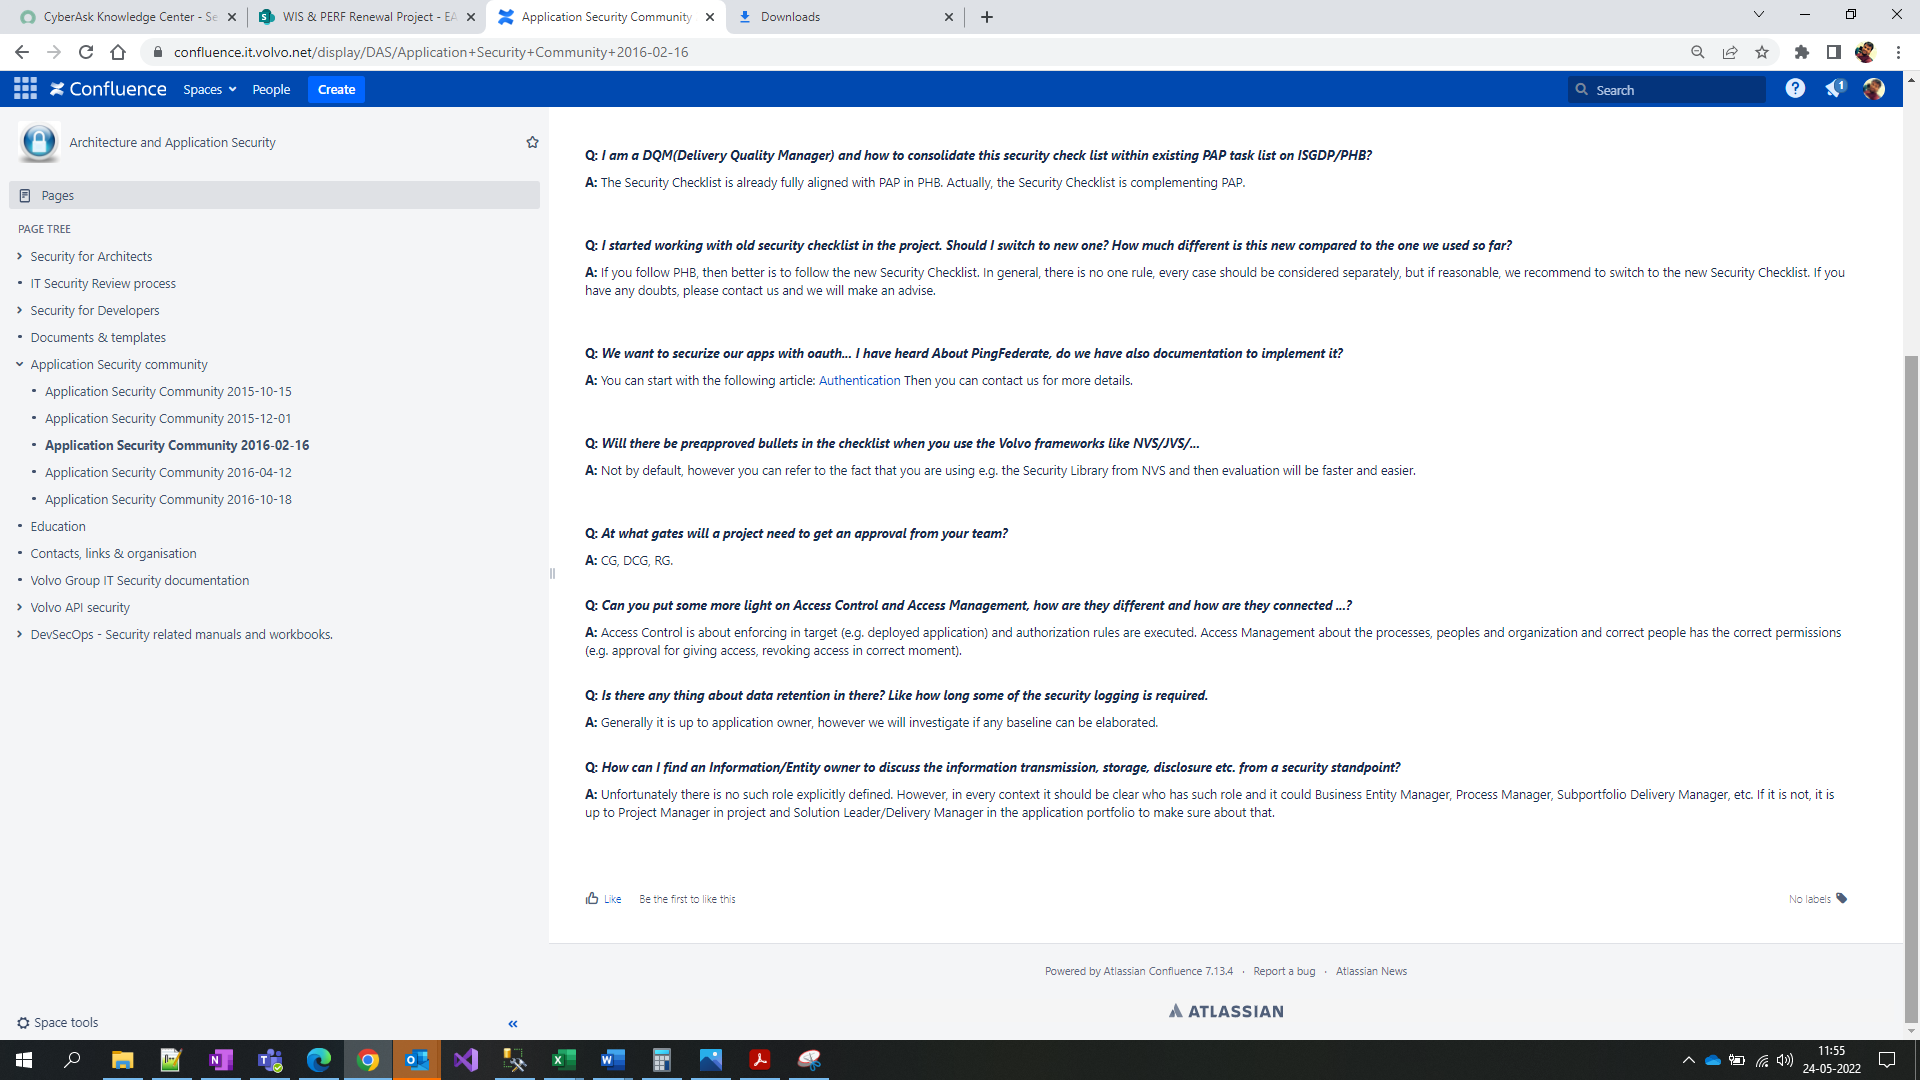 CyberAsk Knowledge Center - Se
WIS & PERF Renewal Project - EA
Application Security Community
Downloads
confluence.it.volvo.net/display/DAS/Application+Security+Community+2016-02-16
Confluence
Spaces
People
Create
Search
1
Architecture and Application Security
Pages
PAGE TREE
Security for Architects
IT Security Review process
Security for Developers
Documents & templates
Application Security community
Application Security Community 2015-10-15
Application Security Community 2015-12-01
Application Security Community 2016-02-16
Application Security Community 2016-04-12
Application Security Community 2016-10-18
Education
Contacts, links & organisation
Volvo Group IT Security documentation
Volvo API security
DevSecOps - Security related manuals and workbooks.
Space tools
Q: I am a DQM(Delivery Quality Manager) and how to consolidate this security check list within existing PAP task list on ISGDP/PHB?
A: The Security Checklist is already fully aligned with PAP in PHB. Actually, the Security Checklist is complementing PAP.
Q: I started working with old security checklist in the project. Should I switch to new one? How much different is this new compared to the one we used so far?
A: If you follow PHB, then better is to follow the new Security Checklist. In general, there is no one rule, every case should be considered separately, but if reasonable, we recommend to switch to the new Security Checklist. If you
have any doubts, please contact us and we will make an advise.
Q: We want to securize our apps with oauth... I have heard About PingFederate, do we have also documentation to implement it?
A: You can start with the following article: Authentication Then you can contact us for more details.
Q: Will there be preapproved bullets in the checklist when you use the Volvo frameworks like NVS/JVS/...
A: Not by default, however you can refer to the fact that you are using e.g. the Security Library from NVS and then evaluation will be faster and easier.
Q: At what gates will a project need to get an approval from your team?
A: CG, DCG, RG.
Q: Can you put some more light on Access Control and Access Management, how are they different and how are they connected ...?
A: Access Control is about enforcing in target (e.g. deployed application) and authorization rules are executed. Access Management about the processes, peoples and organization and correct people has the correct permissions
(e.g. approval for giving access, revoking access in correct moment).
Q: Is there any thing about data retention in there? Like how long some of the security logging is required.
A: Generally it is up to application owner, however we will investigate if any baseline can be elaborated.
Q: How can I find an Information/Entity owner to discuss the information transmission, storage, disclosure etc. from a security standpoint?
A: Unfortunately there is no such role explicitly defined. However, in every context it should be clear who has such role and it could Business Entity Manager, Process Manager, Subportfolio Delivery Manager, etc. If it is not, it is
up to Project Manager in project and Solution Leader/Delivery Manager in the application portfolio to make sure about that.
Like
Be the first to like this
No labels
Powered by Atlassian Confluence 7.13.4 · Report a bug · Atlassian News
ATLASSIAN
11:55
24-05-2022